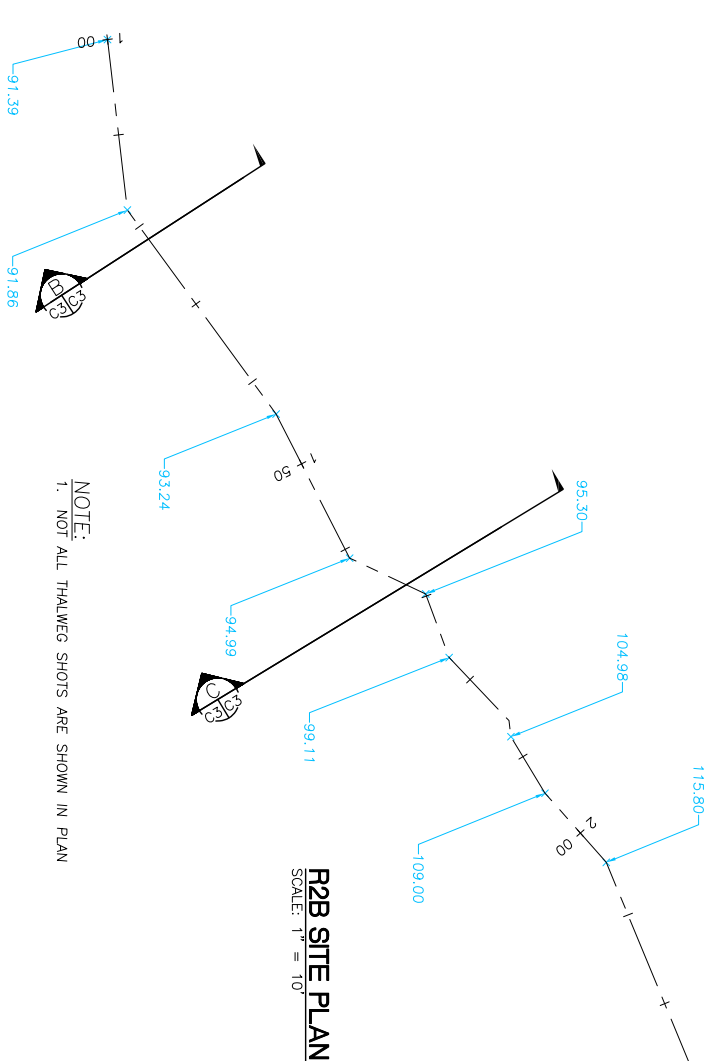 1 00
91.39
91.86
B
C3 C3
93.24
1 50
94.99
95.30
C
C3 C3
99.11
104.98
109.00
2 00
115.80
NOTE:
1. NOT ALL THALWEG SHOTS ARE SHOWN IN PLAN
R2B SITE PLAN
SCALE: 1" = 10'